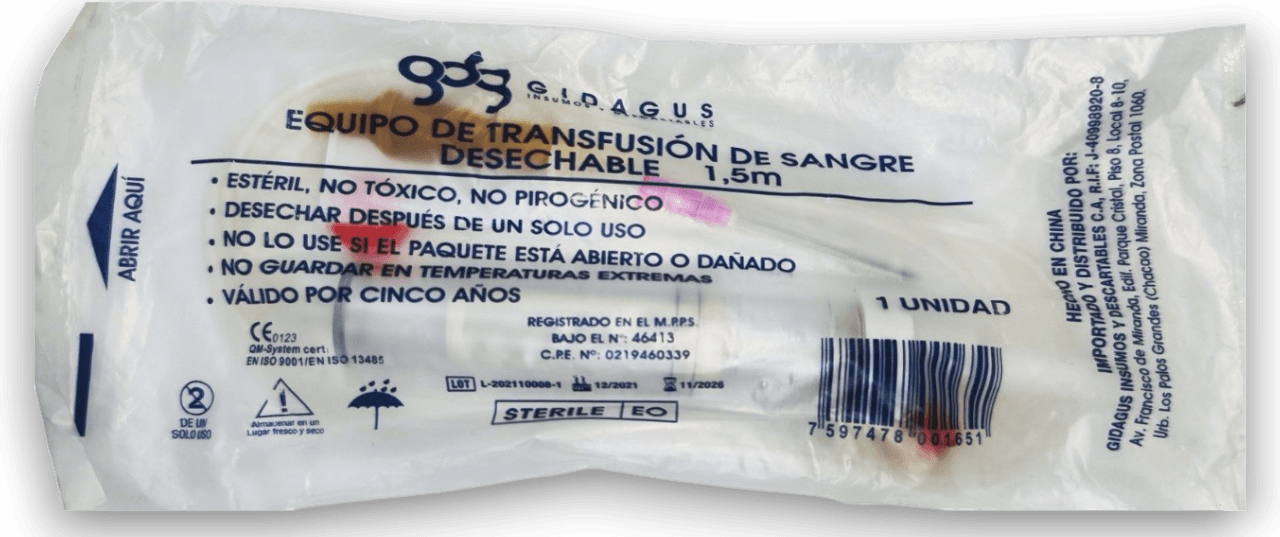 gdg GIDAGUS
INSUMOS
EQUIPO DE TRANSFUSIÓN DE SANGRE
DESECHABLE 1,5m
• ESTÉRIL, NO TÓXICO, NO PIROGÉNICO
• DESECHAR DESPUÉS DE UN SOLO USO
• NO LO USE SI EL PAQUETE ESTÁ ABIERTO O DAÑADO
• NO GUARDAR EN TEMPERATURAS EXTREMAS
• VÁLIDO POR CINCO AÑOS
ABRIR AQUÍ
1 UNIDAD
CE 0123
QM-System cert.
EN ISO 9001/EN ISO 13485
REGISTRADO EN EL M.P.P.S.
BAJO EL Nº: 46413
C.P.E. Nº: 0219460339
LOT L-202110008-1 12/2021 11/2026
STERILE EO
2
DE UN
SOLO USO
Almacenar en un
Lugar fresco y seco
7 597478 001651
HECHO EN CHINA
IMPORTADO Y DISTRIBUIDO POR:
GIDAGUS INSUMOS Y DESCARTABLES C.A, R.I.F: J-40998920-8
Av. Francisco de Miranda, Edif. Parque Cristal, Piso 8, Local 8-10,
Urb. Los Palos Grandes (Chacao) Miranda, Zona Postal 1060.